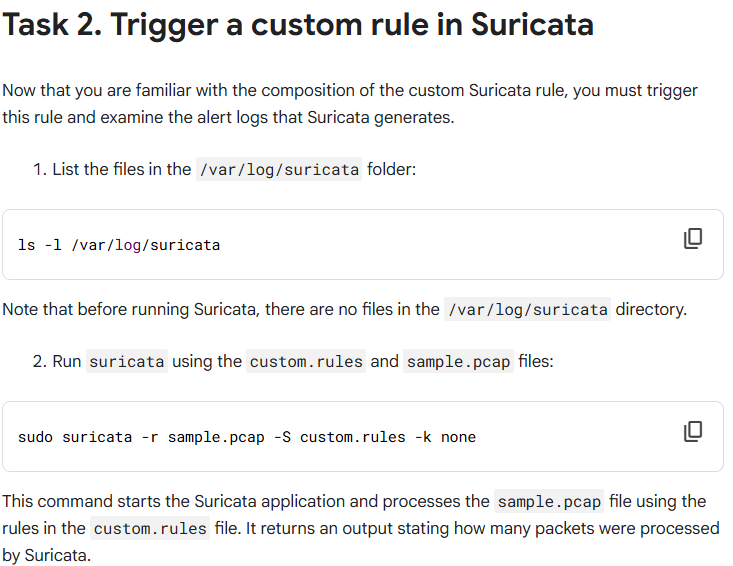 Task 2. Trigger a custom rule in Suricata
Now that you are familiar with the composition of the custom Suricata rule, you must trigger
this rule and examine the alert logs that Suricata generates.
1. List the files in the /var/log/suricata folder:
ls -l /var/log/suricata
Note that before running Suricata, there are no files in the /var/log/suricata directory.
2. Run suricata using the custom.rules and sample.pcap files:
sudo suricata -r sample.pcap -S custom.rules -k none
This command starts the Suricata application and processes the sample.pcap file using the
rules in the custom.rules file. It returns an output stating how many packets were processed
by Suricata.